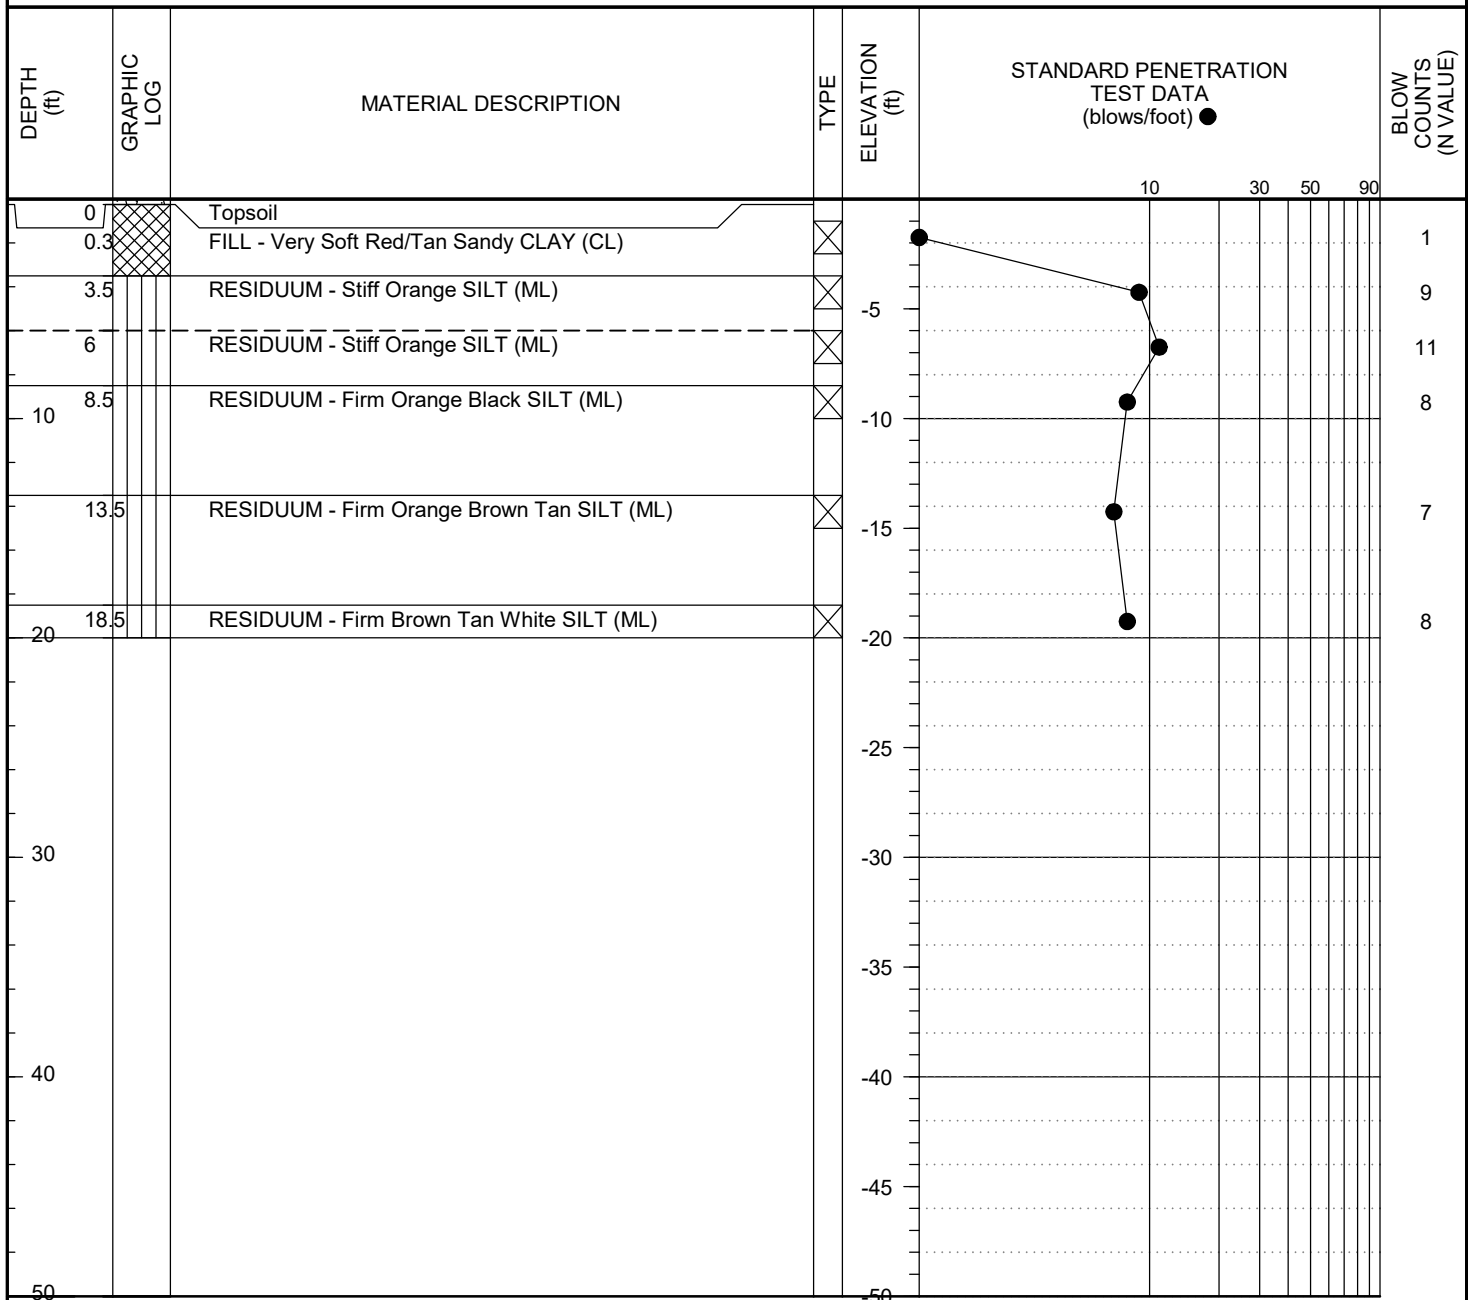 DEPTH
(ft)
GRAPHIC
LOG
MATERIAL DESCRIPTION
TYPE
ELEVATION
(ft)
STANDARD PENETRATION
TEST DATA
(blows/foot)
BLOW
COUNTS
(N VALUE)
10 30 50 90
0 Topsoil
0.3 FILL - Very Soft Red/Tan Sandy CLAY (CL) 1
3.5 RESIDUUM - Stiff Orange SILT (ML) 9
-5
6 RESIDUUM - Stiff Orange SILT (ML) 11
8.5 RESIDUUM - Firm Orange Black SILT (ML) 8
10 -10
13.5 RESIDUUM - Firm Orange Brown Tan SILT (ML) 7
-15
18.5 RESIDUUM - Firm Brown Tan White SILT (ML) 8
20 -20
-25
30 -30
-35
40 -40
-45
50 -50